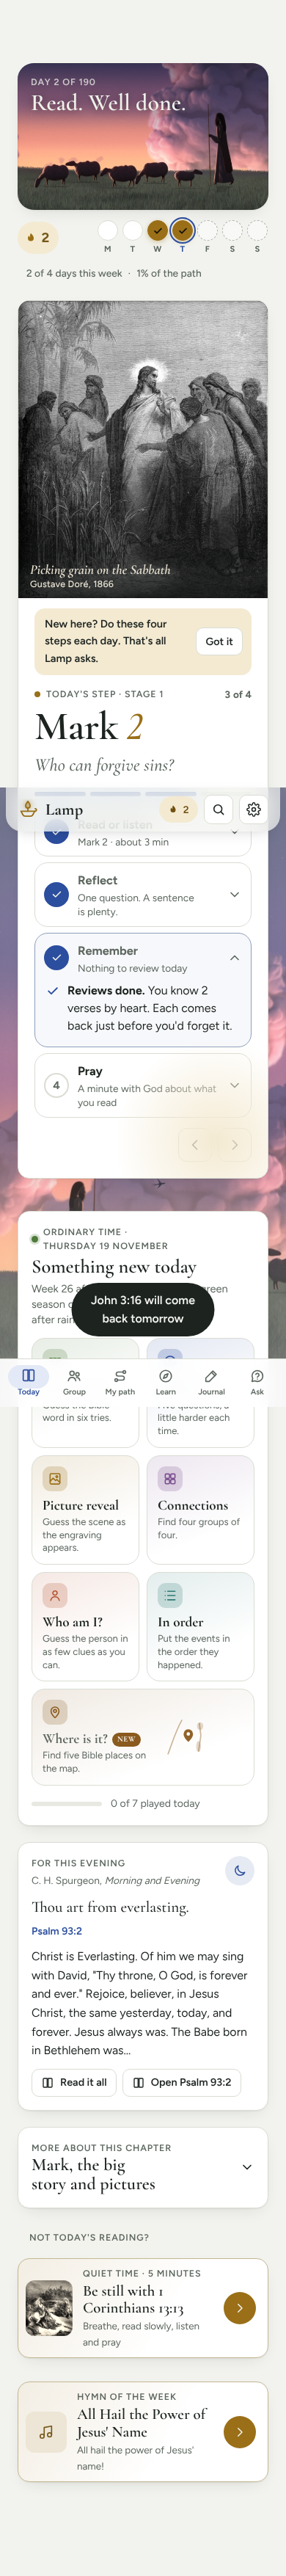 DAY 2 OF 190
Read. Well done.
2
M T W T F S S
2 of 4 days this week · 1% of the path
Picking grain on the Sabbath
Gustave Doré, 1866
New here? Do these four
steps each day. That's all
Lamp asks.
Got it
TODAY'S STEP · STAGE 1
3 of 4
Mark 2
Who can forgive sins?
Lamp
2
Read or listen
Mark 2 · about 3 min
Reflect
One question. A sentence
is plenty.
Remember
Nothing to review today
Reviews done. You know 2
verses by heart. Each comes
back just before you'd forget it.
4
Pray
A minute with God about what
you read
ORDINARY TIME ·
THURSDAY 19 NOVEMBER
Something new today
Week 26 green
season
after
John 3:16 will come
back tomorrow
Today
Group
My path
Learn
Journal
Ask
word in six tries.
little harder each
time.
Picture reveal
Guess the scene as
the engraving
appears.
Connections
Find four groups of
four.
Who am I?
Guess the person in
as few clues as you
can.
In order
Put the events in
the order they
happened.
Where is it? NEW
Find five Bible places on
the map.
0 of 7 played today
FOR THIS EVENING
C. H. Spurgeon, Morning and Evening
Thou art from everlasting.
Psalm 93:2
Christ is Everlasting. Of him we may sing
with David, "Thy throne, O God, is forever
and ever." Rejoice, believer, in Jesus
Christ, the same yesterday, today, and
forever. Jesus always was. The Babe born
in Bethlehem was...
Read it all
Open Psalm 93:2
MORE ABOUT THIS CHAPTER
Mark, the big
story and pictures
NOT TODAY'S READING?
QUIET TIME · 5 MINUTES
Be still with 1
Corinthians 13:13
Breathe, read slowly, listen
and pray
HYMN OF THE WEEK
All Hail the Power of
Jesus' Name
All hail the power of Jesus'
name!